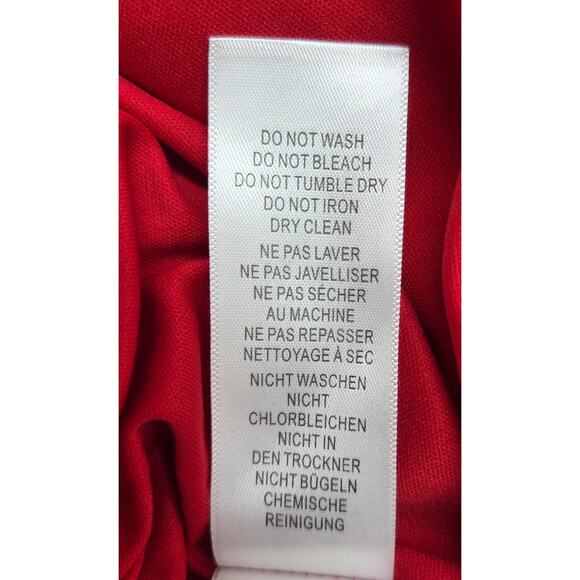 DO NOT WASH
DO NOT BLEACH
DO NOT TUMBLE DRY
DO NOT IRON
DRY CLEAN
NE PAS LAVER
NE PAS JAVELLISER
NE PAS SÉCHER
AU MACHINE
NE PAS REPASSER
NETTOYAGE À SEC
NICHT WASCHEN
NICHT
CHLORBLEICHEN
NICHT IN
DEN TROCKNER
NICHT BÜGELN
CHEMISCHE
REINIGUNG